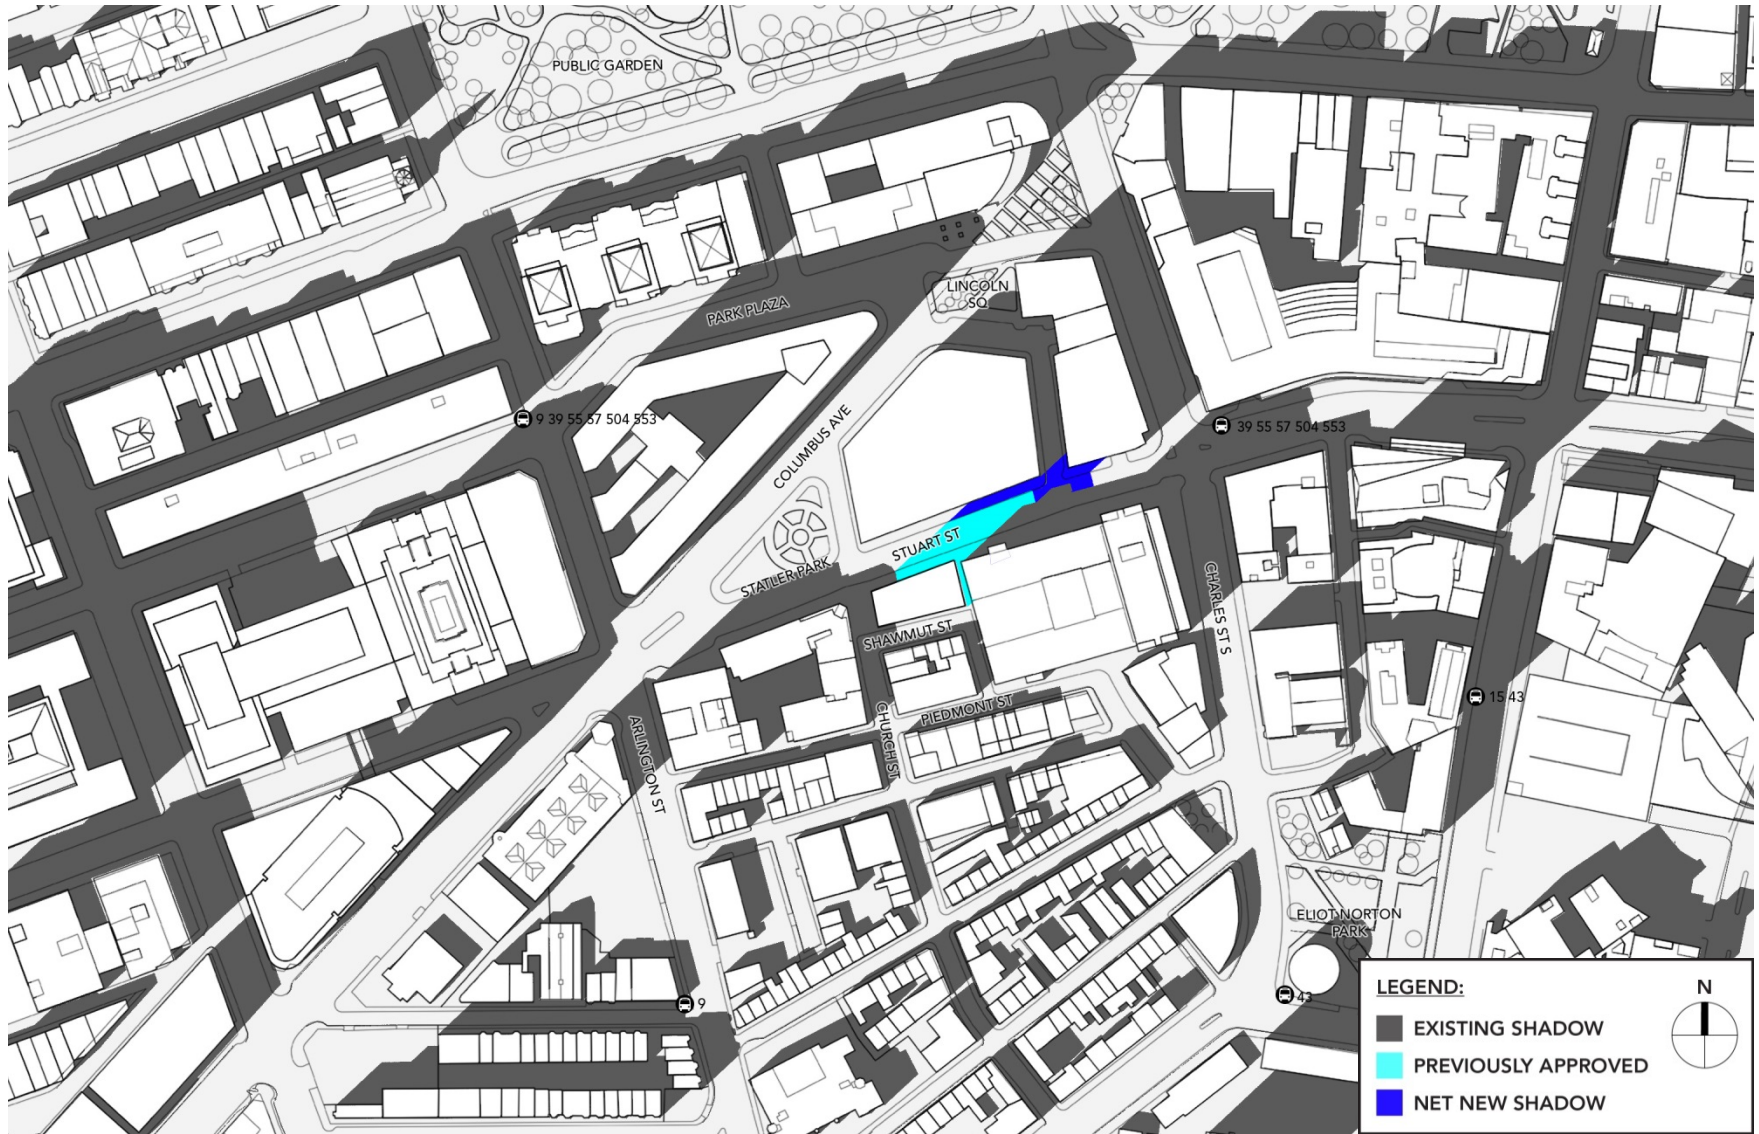 PUBLIC GARDEN
LINCOLN
SQ
PARK PLAZA
9 39 55 57 504 553
39 55 57 504 553
COLUMBUS AVE
STUART ST
STATLER PARK
CHARLES ST S
SHAWMUT ST
15 43
PIEDMONT ST
ARLINGTON ST
CHURCH ST
ELIOT NORTON
PARK
9
43
LEGEND:
N
EXISTING SHADOW
PREVIOUSLY APPROVED
NET NEW SHADOW